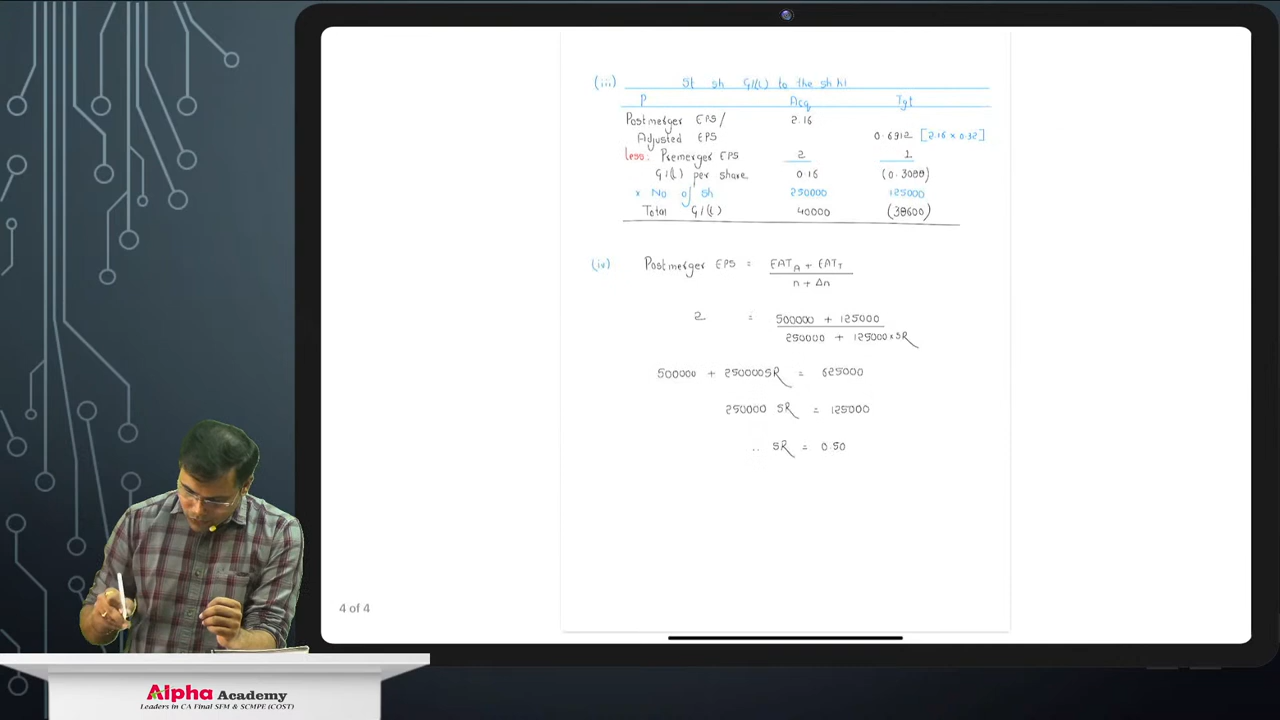 (iii) St sh G/(L) to the sh hl
P Acq Tgt
Postmerger EPS/ 2.16
Adjusted EPS 0.6912 [2.16 x 0.32]
less: Premerger EPS 2 1
G/(L) per share 0.16 (0.3088)
x No of Sh 250000 125000
Total G/(L) 40000 (38600)
(iv) Postmerger EPS = EAT_A + EAT_T
n + Δn
2 = 500000 + 125000
250000 + 125000 x SR
500000 + 250000SR = 625000
250000 SR = 125000
∴ SR = 0.50
4 of 4
Alpha Academy
Leaders in CA Final SFM & SCMPE (COST)